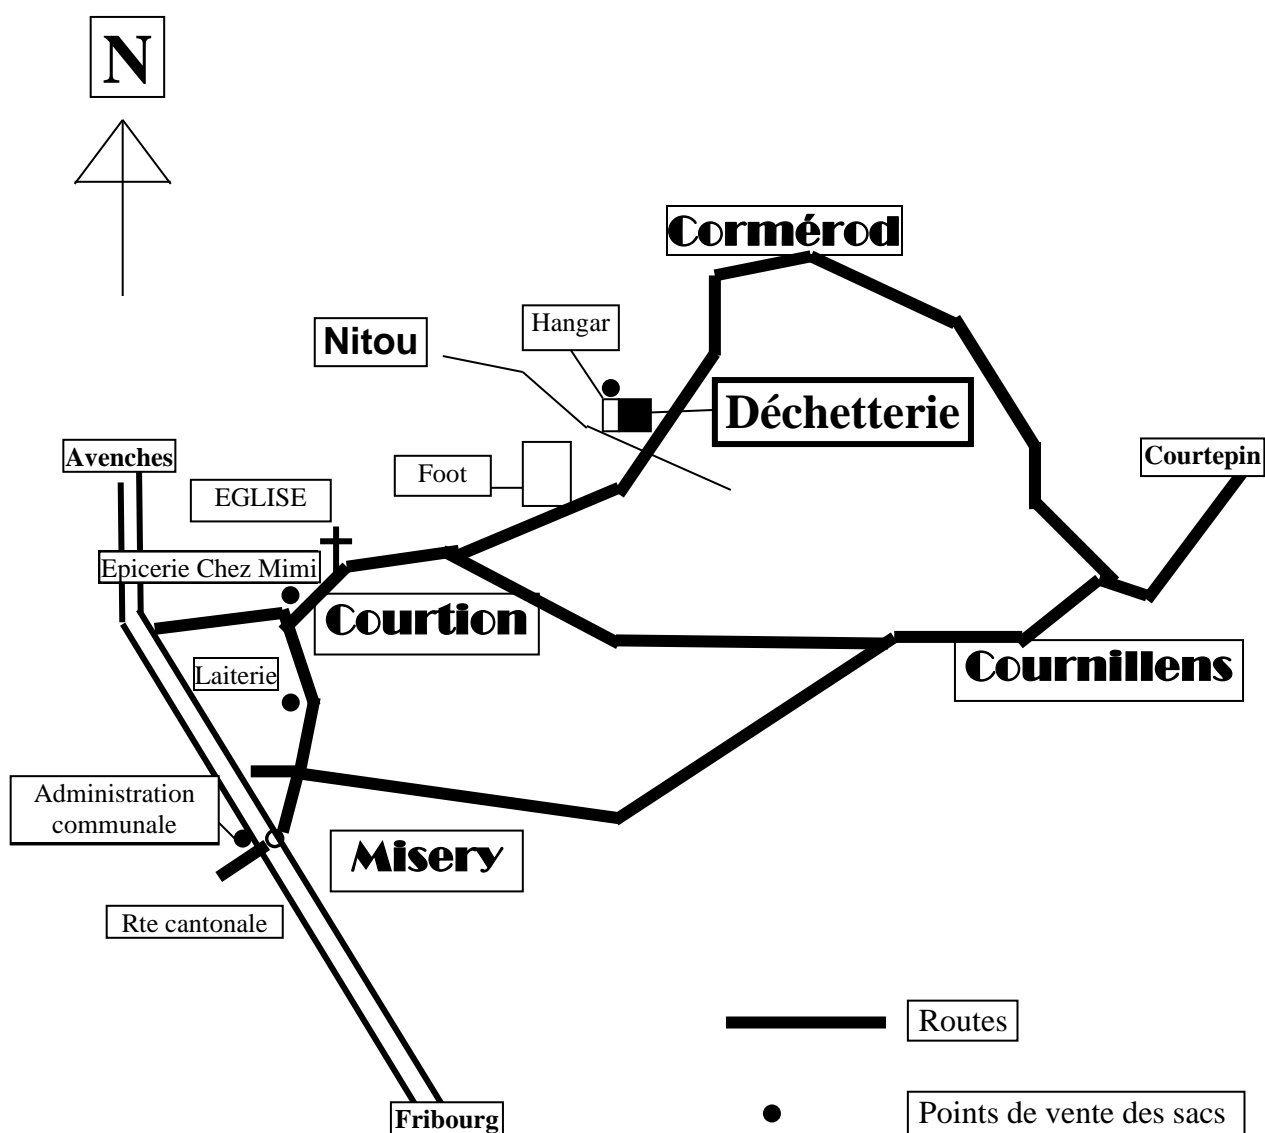 N
Cormérod
Hangar
Nitou
Déchetterie
Avenches
Courtepin
Foot
EGLISE
Epicerie Chez Mimi
Courtion
Cournillens
Laiterie
Administration
communale
Misery
Rte cantonale
Routes
Fribourg
Points de vente des sacs